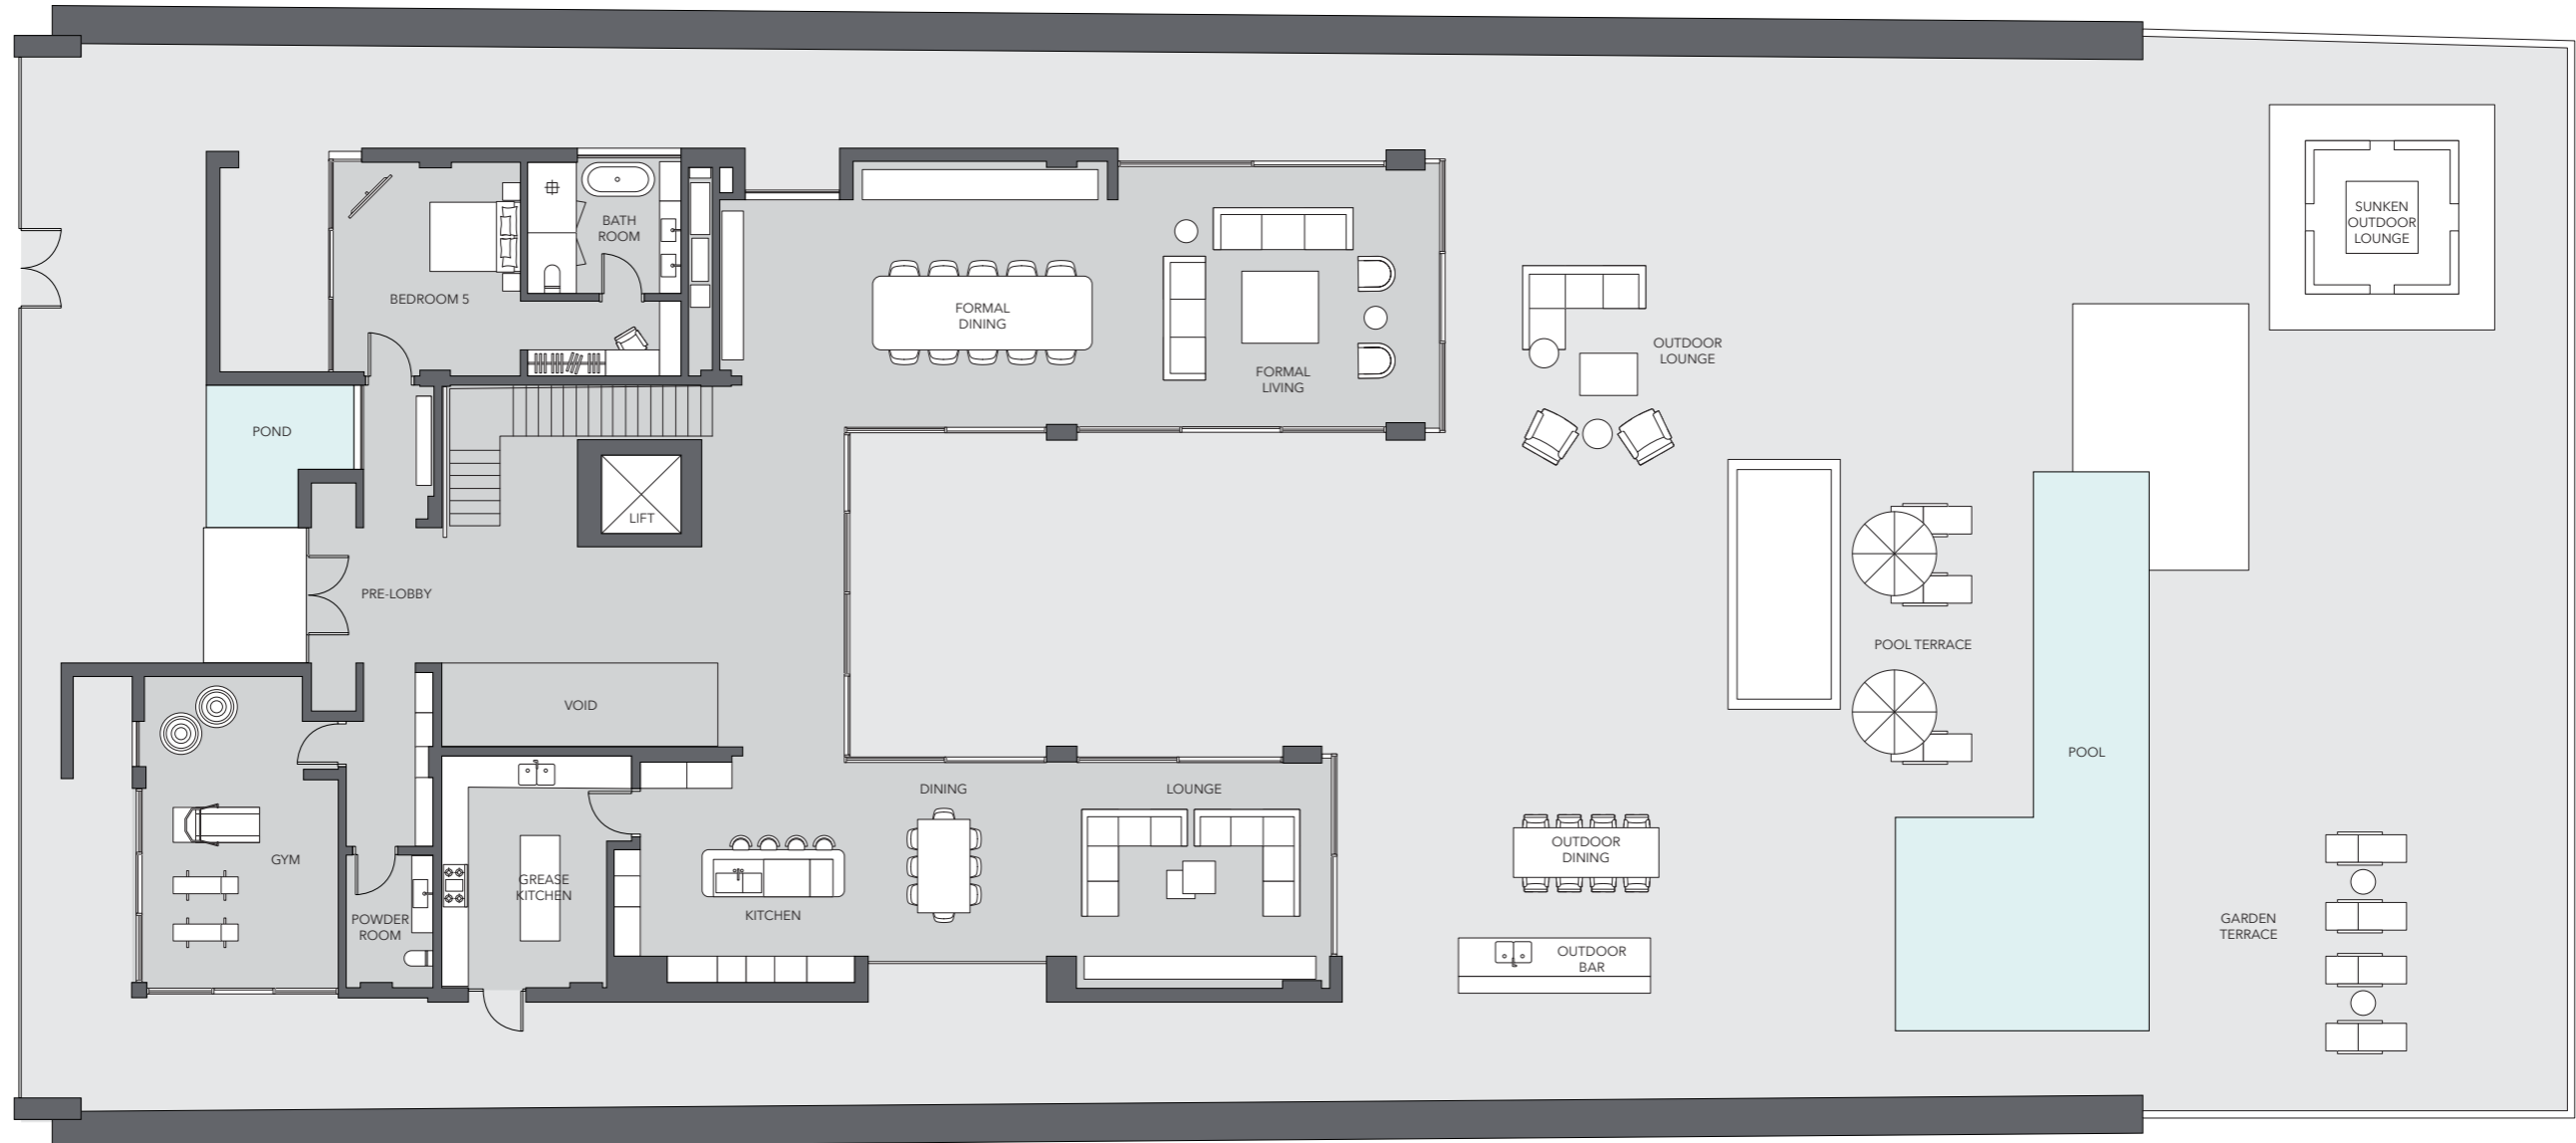 SUNKEN
OUTDOOR
LOUNGE
BATH
ROOM
BEDROOM 5
FORMAL
DINING
OUTDOOR
LOUNGE
FORMAL
LIVING
POND
LIFT
PRE-LOBBY
POOL TERRACE
VOID
POOL
DINING
LOUNGE
GYM
OUTDOOR
DINING
GREASE
KITCHEN
KITCHEN
POWDER
ROOM
GARDEN
TERRACE
OUTDOOR
BAR